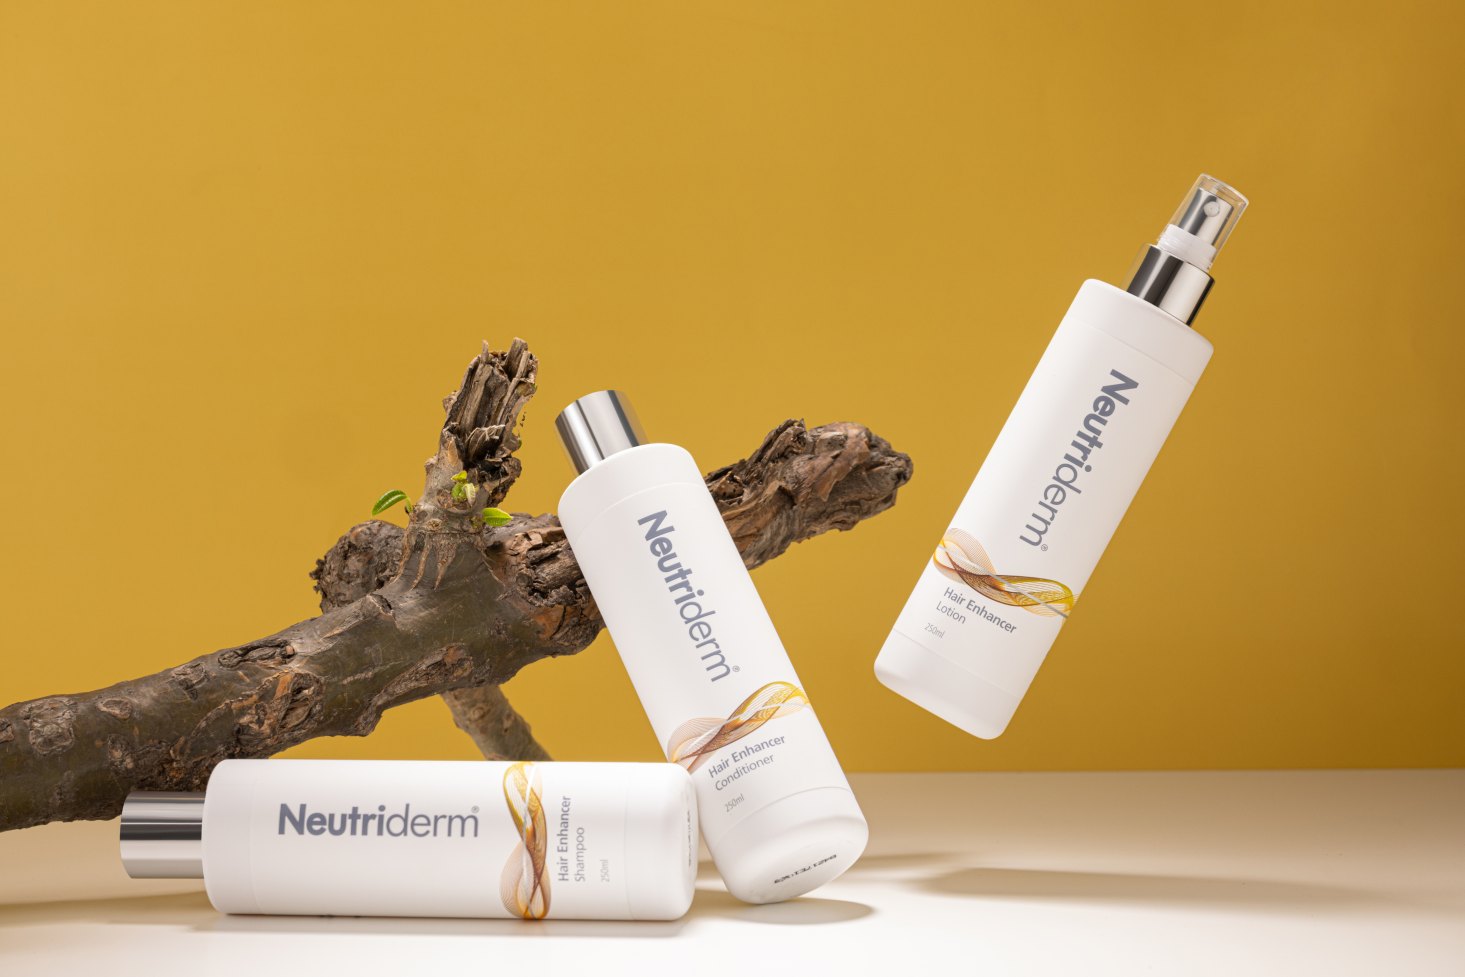 Neutriderm®
Hair Enhancer
Lotion
250ml
Neutriderm®
Hair Enhancer
Conditioner
250ml
Neutriderm®
Hair Enhancer
Shampoo
250ml